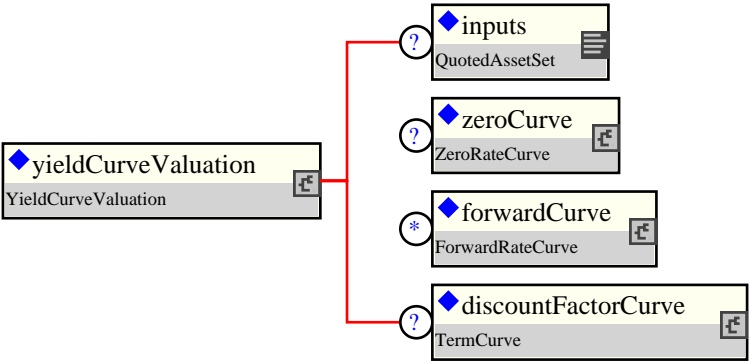 inputs
?
QuotedAssetSet
zeroCurve
?
ZeroRateCurve
yieldCurveValuation
YieldCurveValuation
forwardCurve
*
ForwardRateCurve
discountFactorCurve
?
TermCurve